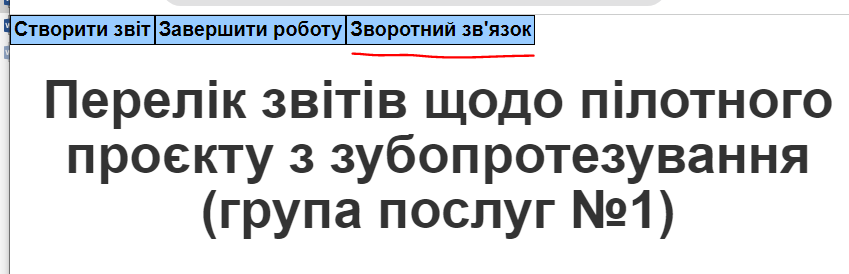 Створити звіт Завершити роботу Зворотний зв'язок
Перелік звітів щодо пілотного
проєкту з зубопротезування
(група послуг №1)